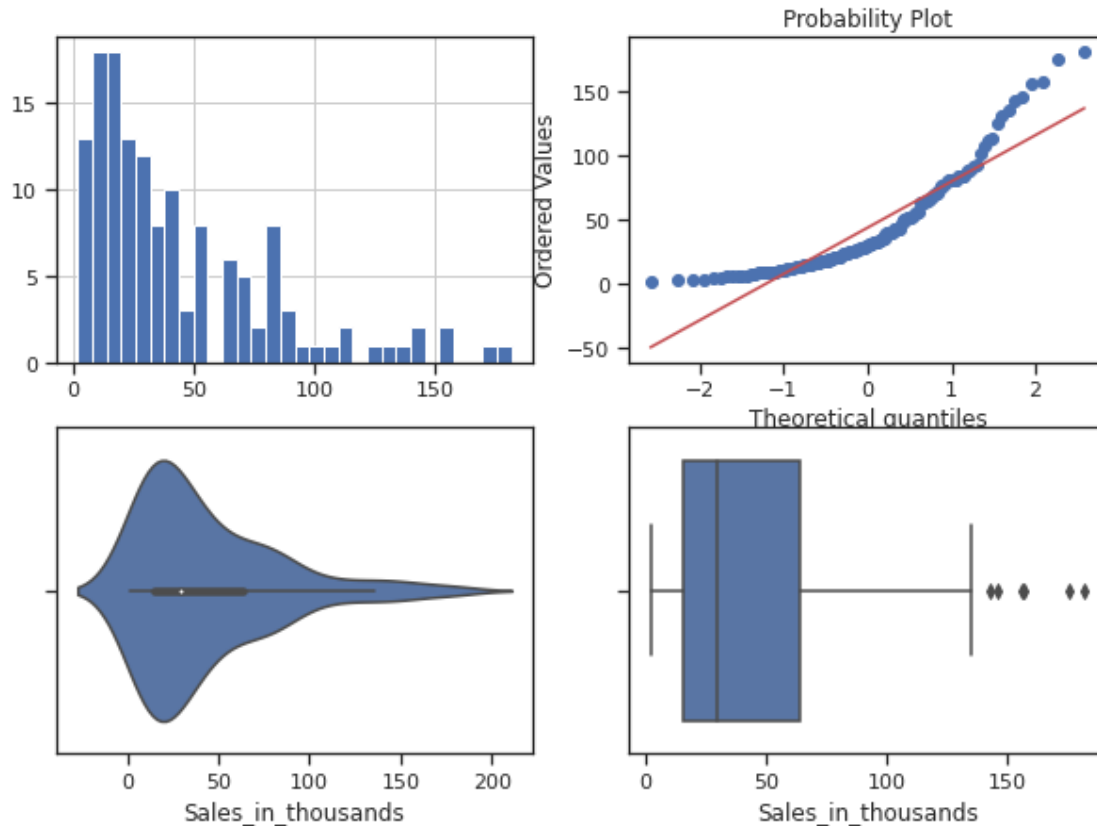 Probability Plot
15
10
5
0
0 50 100 150
Ordered Values
150
100
50
0
−50
−2 −1 0 1 2
Theoretical quantiles
0 50 100 150 200
Sales_in_thousands
0 50 100 150
Sales_in_thousands